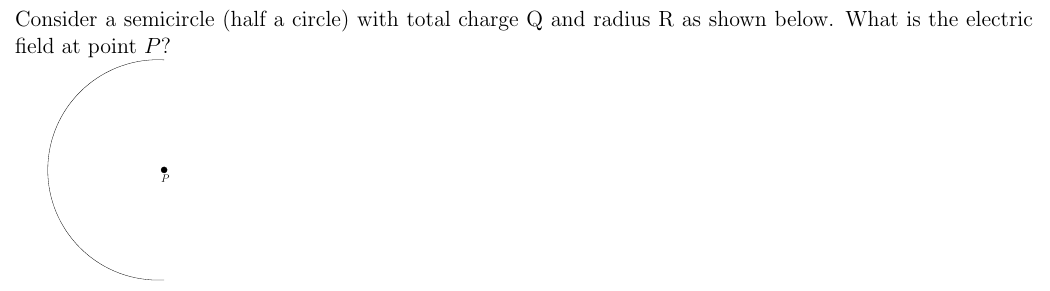 Consider a semicircle (half a circle) with total charge Q and radius R as shown below. What is the electric
field at point P?
P